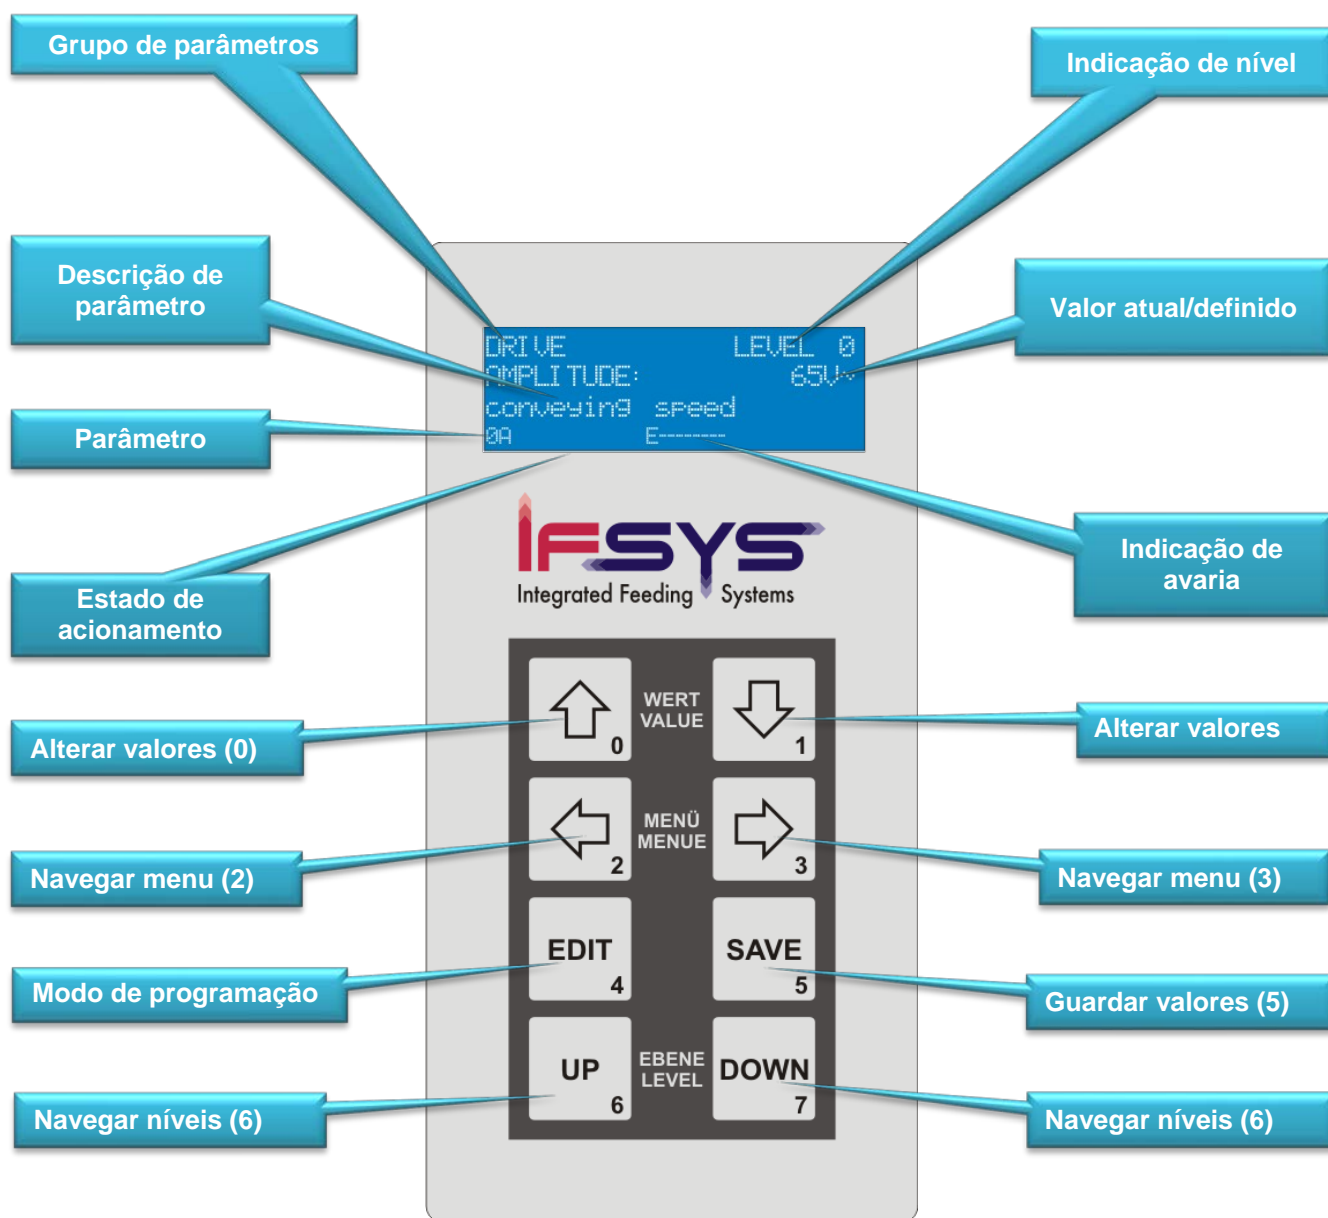 Grupo de parâmetros
Indicação de nível
Descrição de
parâmetro
Valor atual/definido
DRIVE LEVEL 0
AMPLITUDE: 65V~
conveying speed
0A E--------
Parâmetro
Indicação de
avaria
IFSYS
Integrated Feeding Systems
Estado de
acionamento
0
WERT
VALUE
1
Alterar valores (0)
Alterar valores
2
MENÜ
MENUE
3
Navegar menu (2)
Navegar menu (3)
EDIT
4
SAVE
5
Modo de programação
Guardar valores (5)
UP
6
EBENE
LEVEL
DOWN
7
Navegar níveis (6)
Navegar níveis (6)